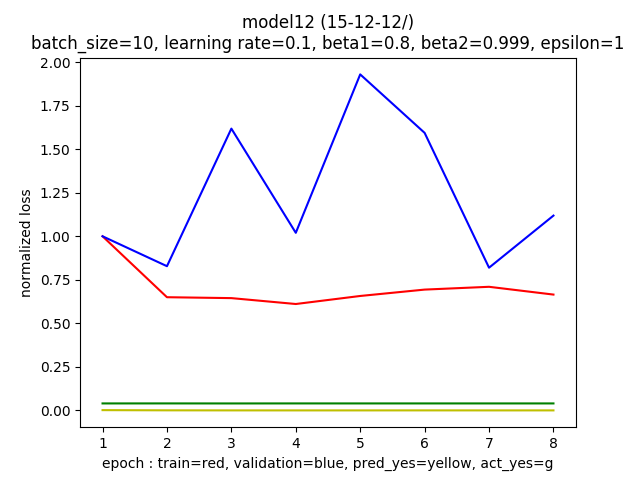 model12 (15-12-12/)
batch_size=10, learning rate=0.1, beta1=0.8, beta2=0.999, epsilon=1
2.00
1.75
1.50
1.25
1.00
0.75
0.50
0.25
0.00
normalized loss
1 2 3 4 5 6 7 8
epoch : train=red, validation=blue, pred_yes=yellow, act_yes=g